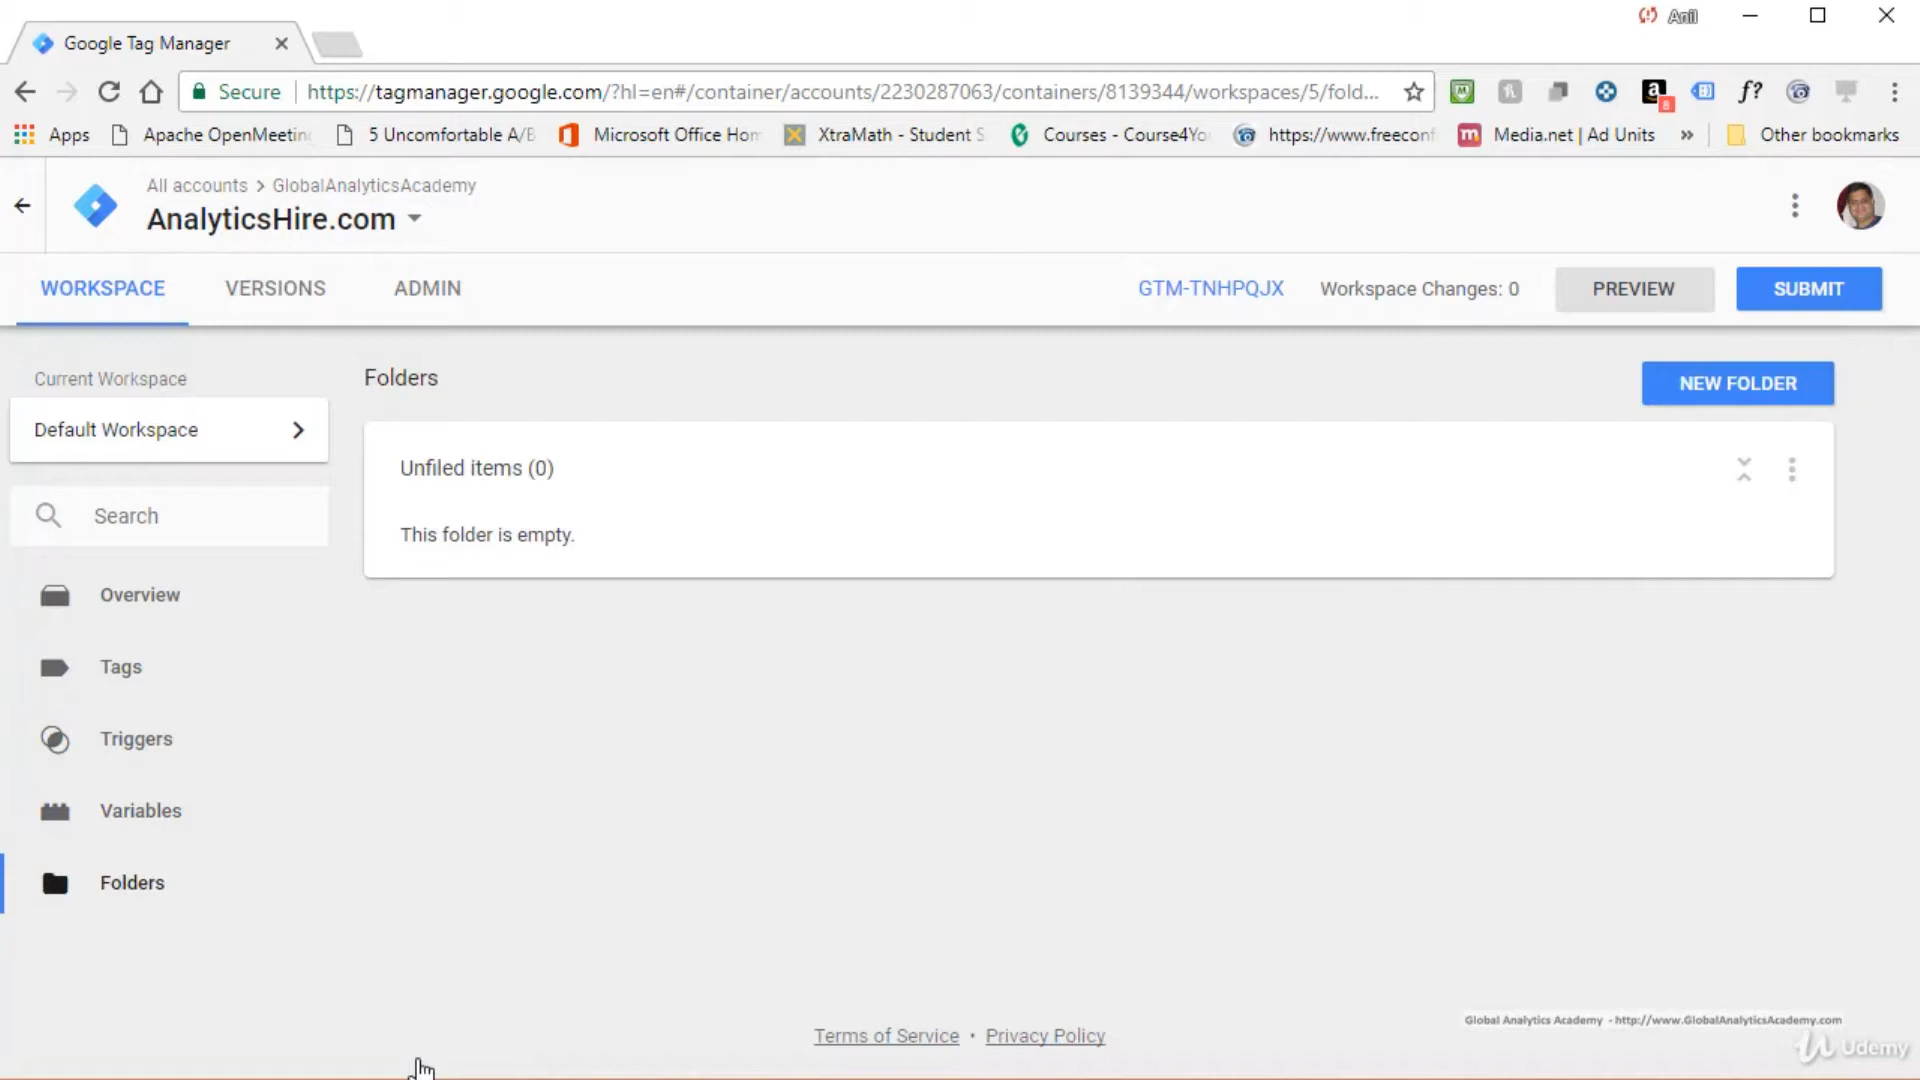 Anil
Google Tag Manager
Secure https://tagmanager.google.com/?hl=en#/container/accounts/2230287063/containers/8139344/workspaces/5/fold...
8
f?
Apps Apache OpenMeetin 5 Uncomfortable A/B Microsoft Office Hom XtraMath - Student S Courses - Course4Yo https://www.freeconf Media.net | Ad Units » Other bookmarks
All accounts > GlobalAnalyticsAcademy
AnalyticsHire.com
WORKSPACE VERSIONS ADMIN GTM-TNHPQJX Workspace Changes: 0 PREVIEW SUBMIT
Current Workspace
Folders
NEW FOLDER
Default Workspace
Unfiled items (0)
Search
This folder is empty.
Overview
Tags
Triggers
Variables
Folders
Global Analytics Academy - http://www.GlobalAnalyticsAcademy.com
Terms of Service • Privacy Policy
Udemy